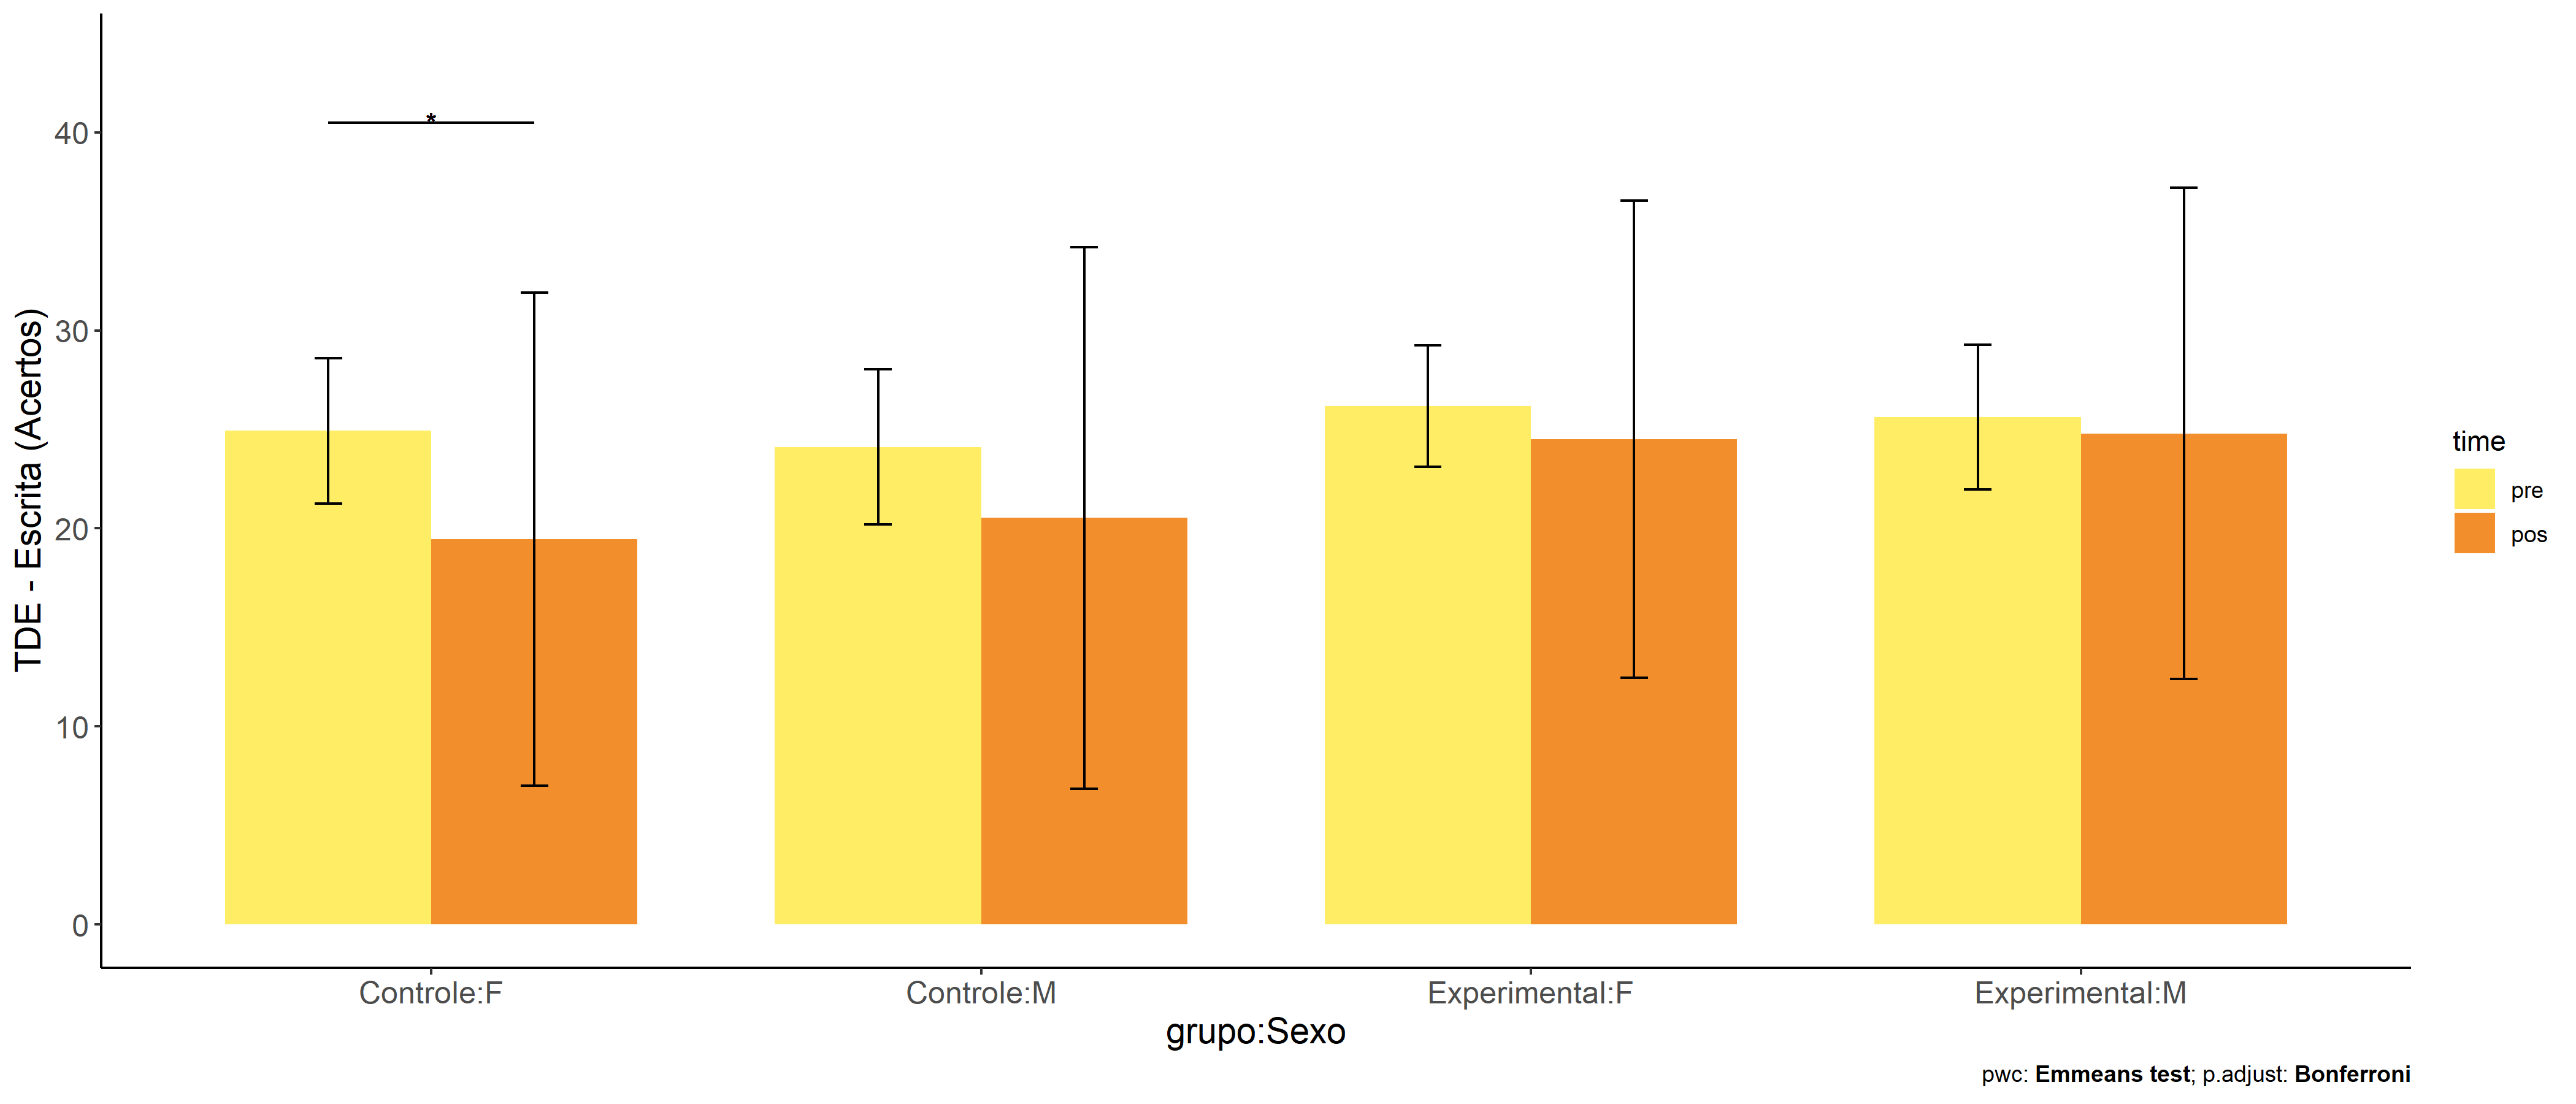 TDE - Escrita (Acertos)
40
30
20
10
0
*
Controle:F
Controle:M
Experimental:F
Experimental:M
grupo:Sexo
time
pre
pos
pwc: Emmeans test; p.adjust: Bonferroni